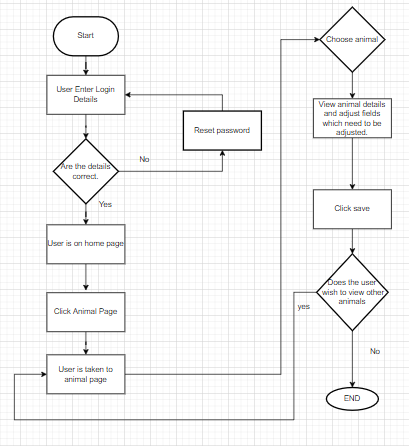 Start
User Enter Login
Details
Reset password
Are the details
correct.
No
Yes
User is on home page
Click Animal Page
User is taken to
animal page
Choose animal
View animal details
and adjust fields
which need to be
adjusted.
Click save
Does the user
wish to view other
animals
yes
No
END